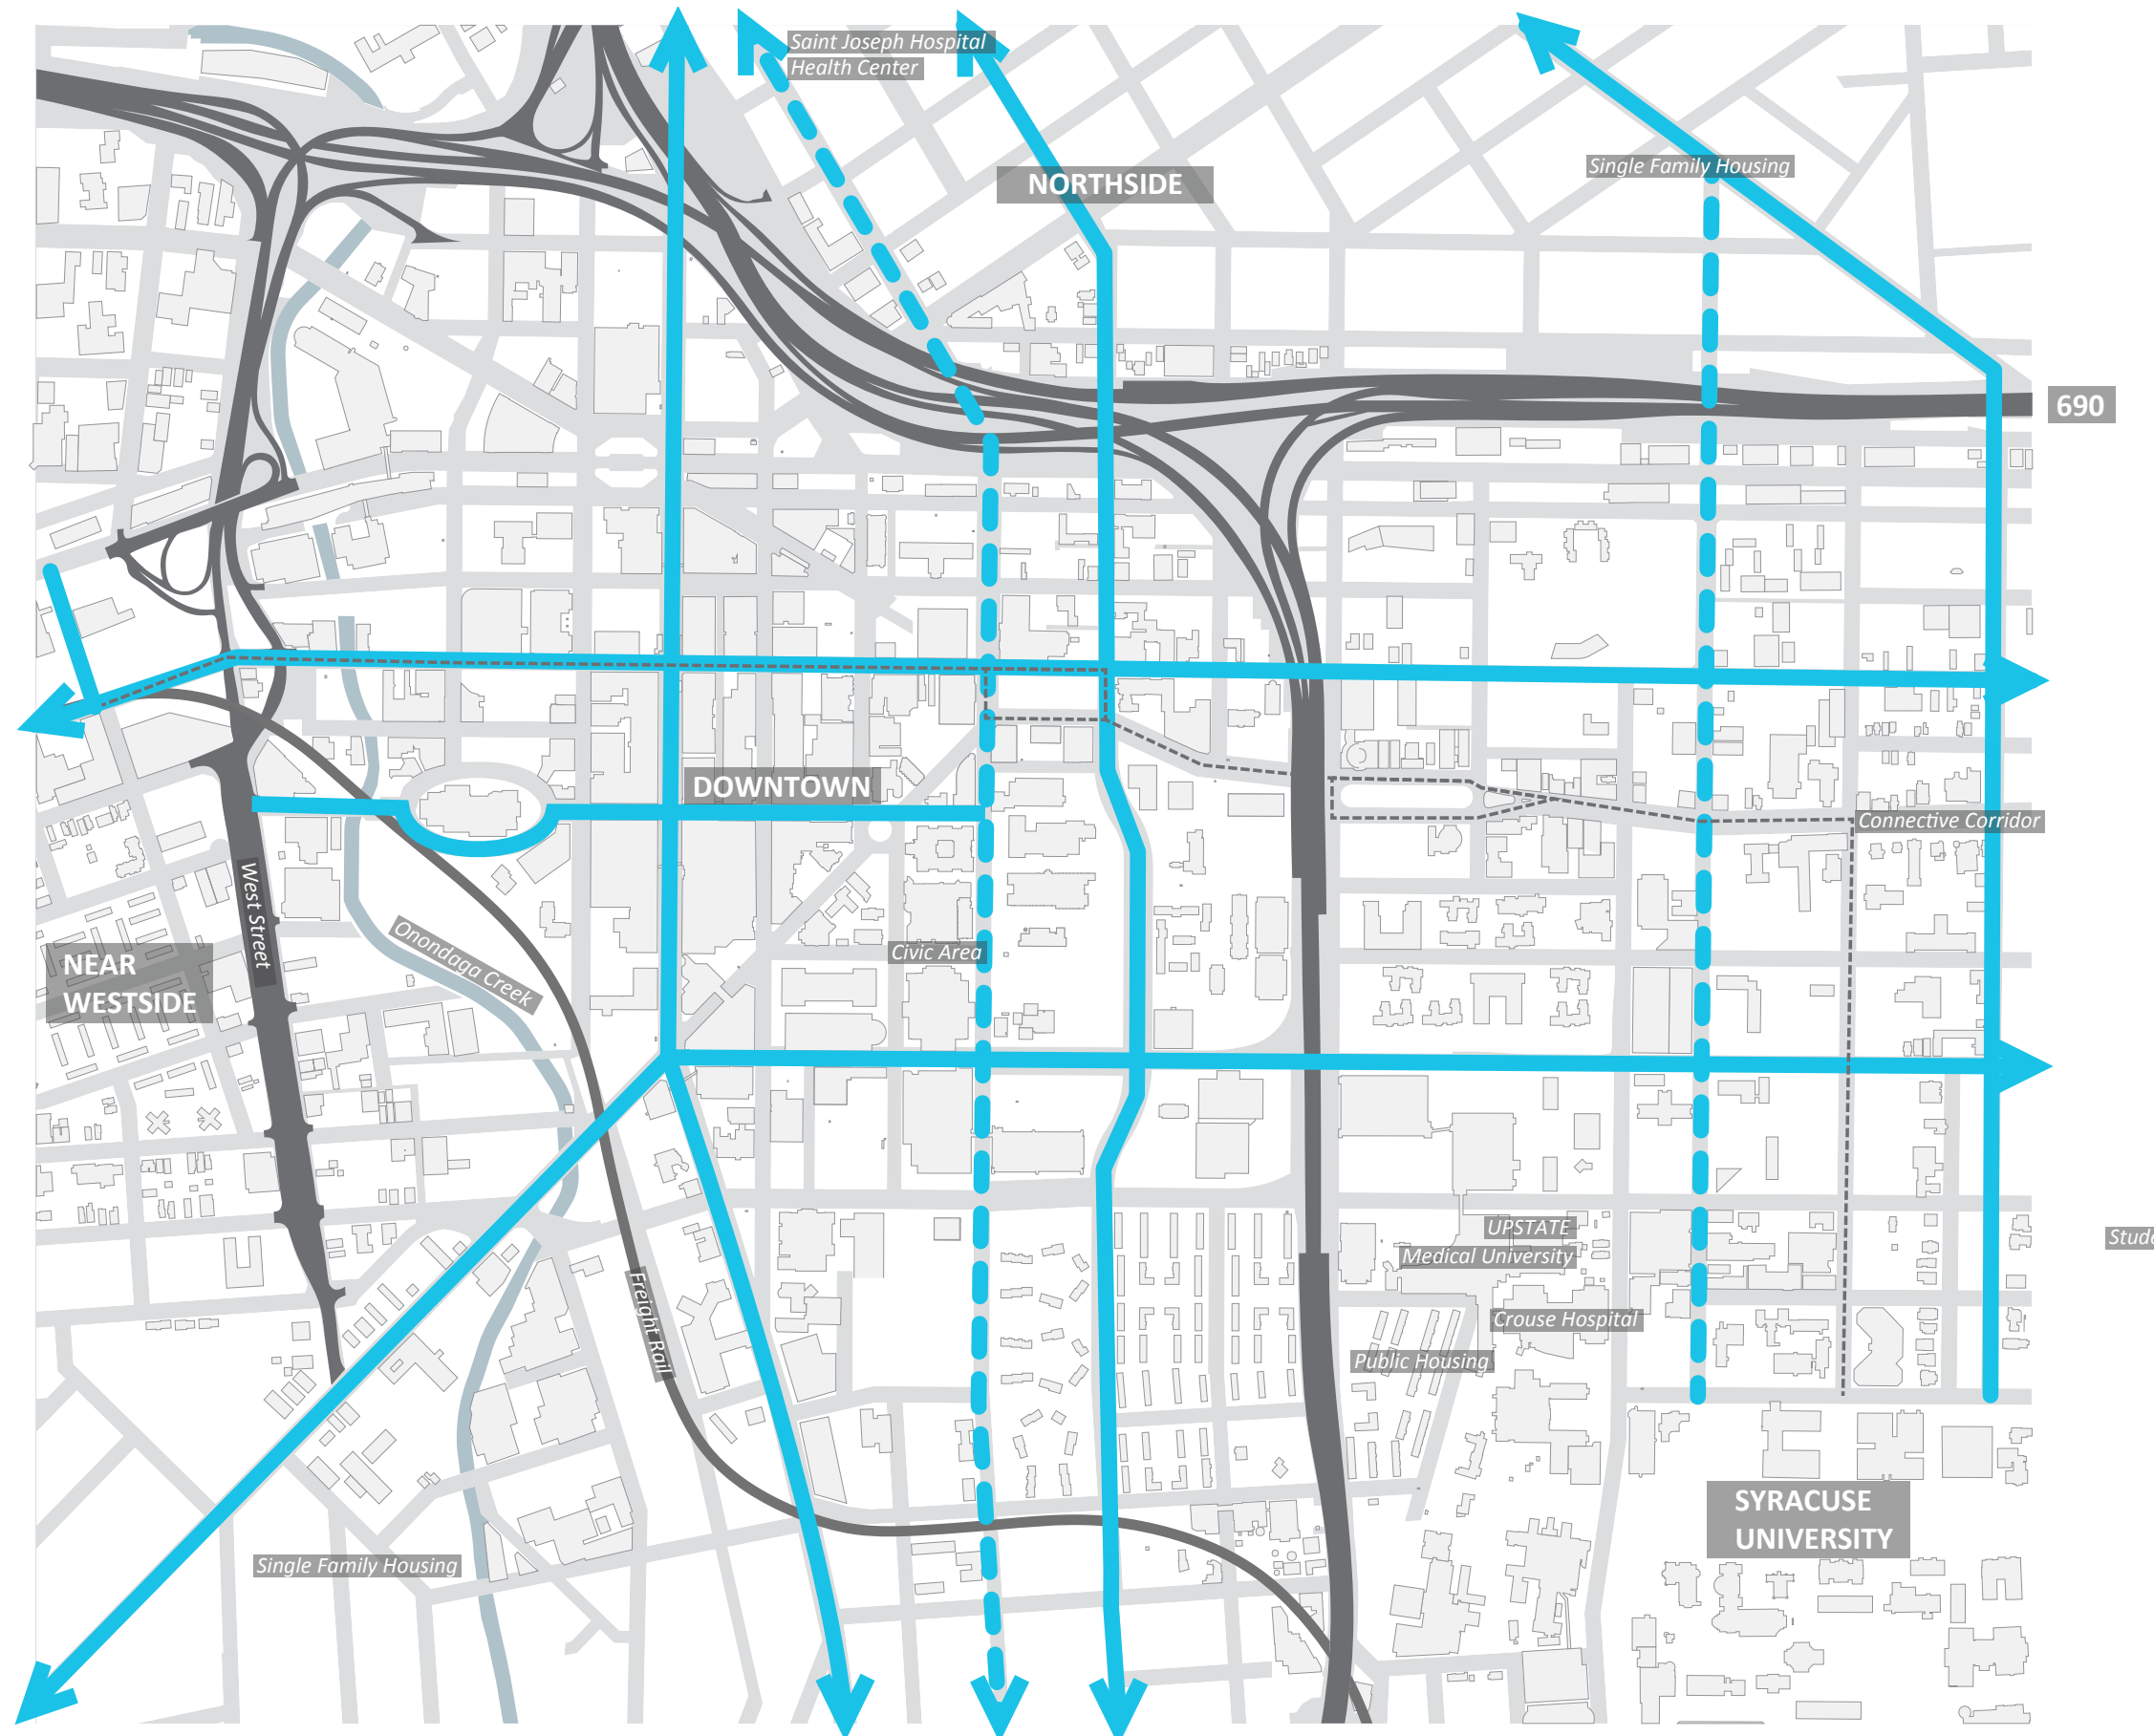 Saint Joseph Hospital
Health Center
NORTHSIDE
Single Family Housing
690
DOWNTOWN
Connective Corridor
West Street
Onondaga Creek
Civic Area
NEAR
WESTSIDE
UPSTATE
Medical University
Stude
Crouse Hospital
Freight Rail
Public Housing
SYRACUSE
UNIVERSITY
Single Family Housing